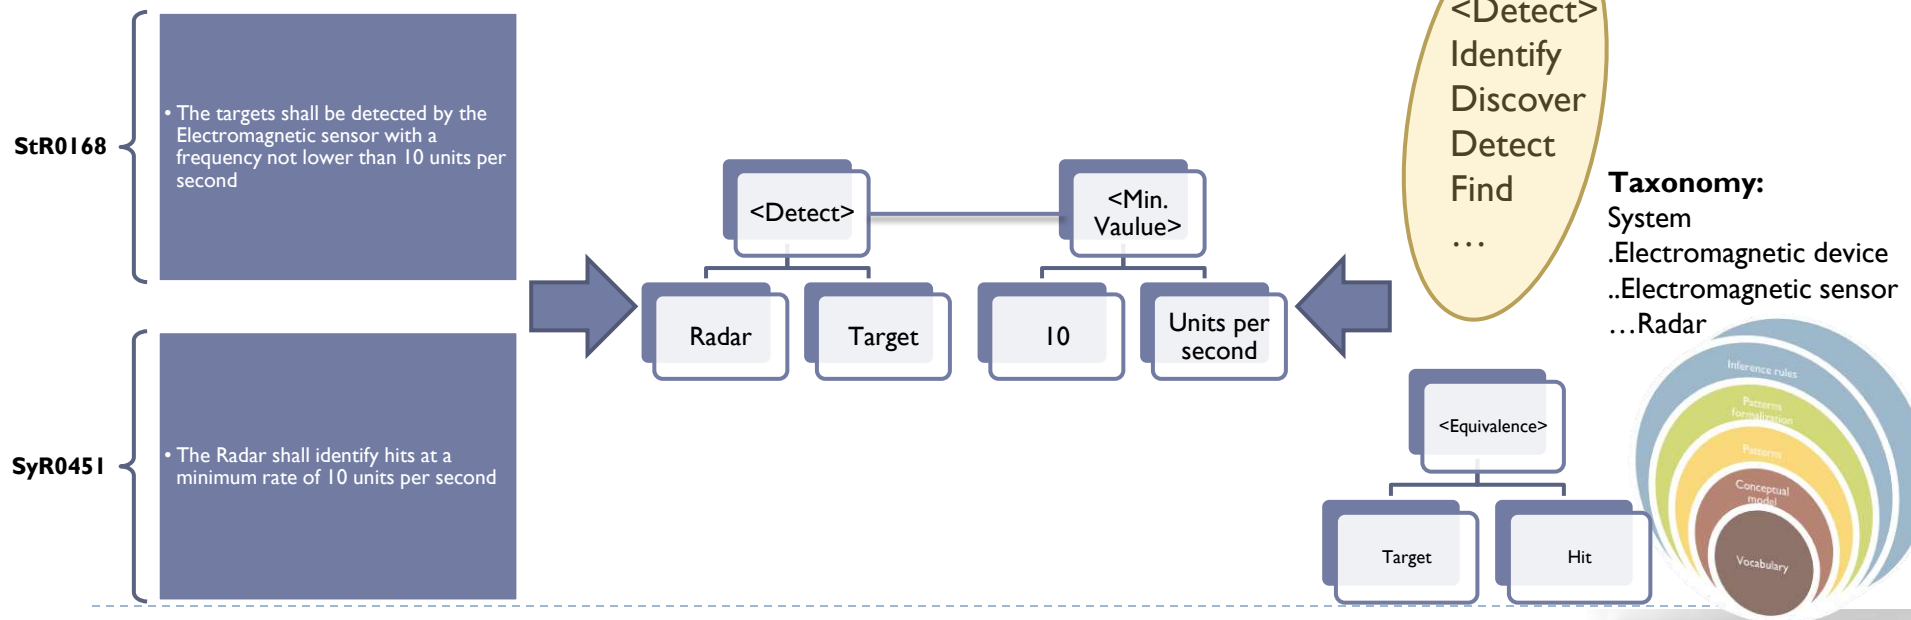 StR0168
• The targets shall be detected by the
Electromagnetic sensor with a
frequency not lower than 10 units per
second
SyR0451
• The Radar shall identify hits at a
minimum rate of 10 units per second
<Detect>
<Min.
Vaulue>
Radar
Target
10
Units per
second
<Detect>
Identify
Discover
Detect
Find
…
Taxonomy:
System
.Electromagnetic device
..Electromagnetic sensor
…Radar
<Equivalence>
Target
Hit
Inference rules
Patterns
formalization
Patterns
Conceptual
model
Vocabulary